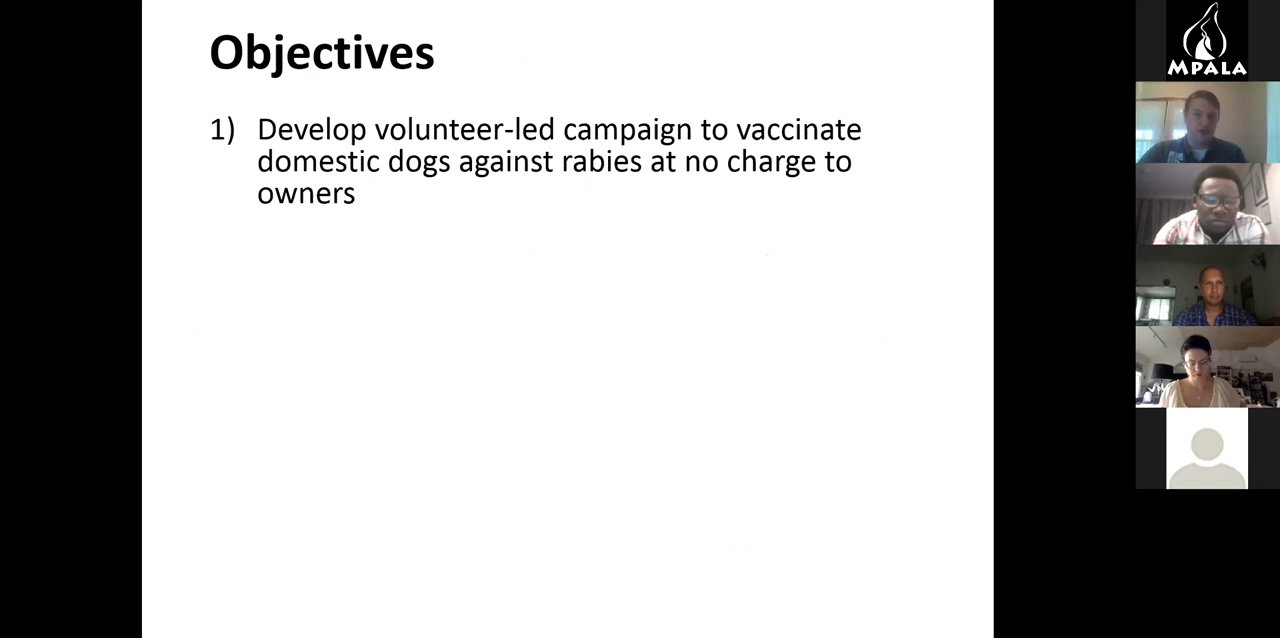 Objectives
1) Develop volunteer-led campaign to vaccinate
domestic dogs against rabies at no charge to
owners
MPALA